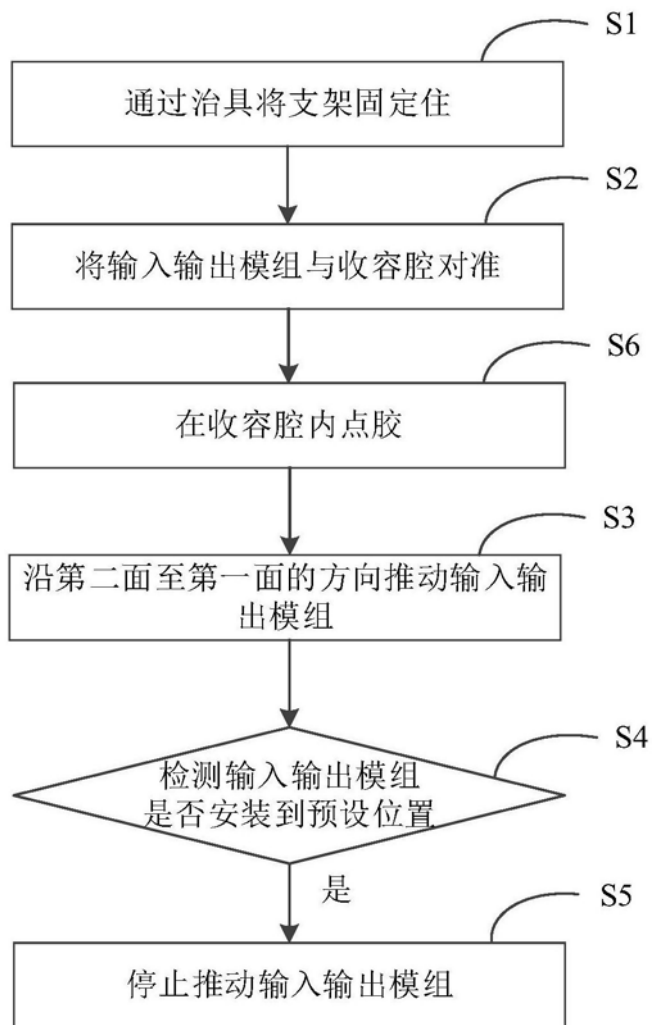 S1
通过治具将支架固定住
S2
将输入输出模组与收容腔对准
S6
在收容腔内点胶
S3
沿第二面至第一面的方向推动输入输
出模组
S4
检测输入输出模组
是否安装到预设位置
是
S5
停止推动输入输出模组